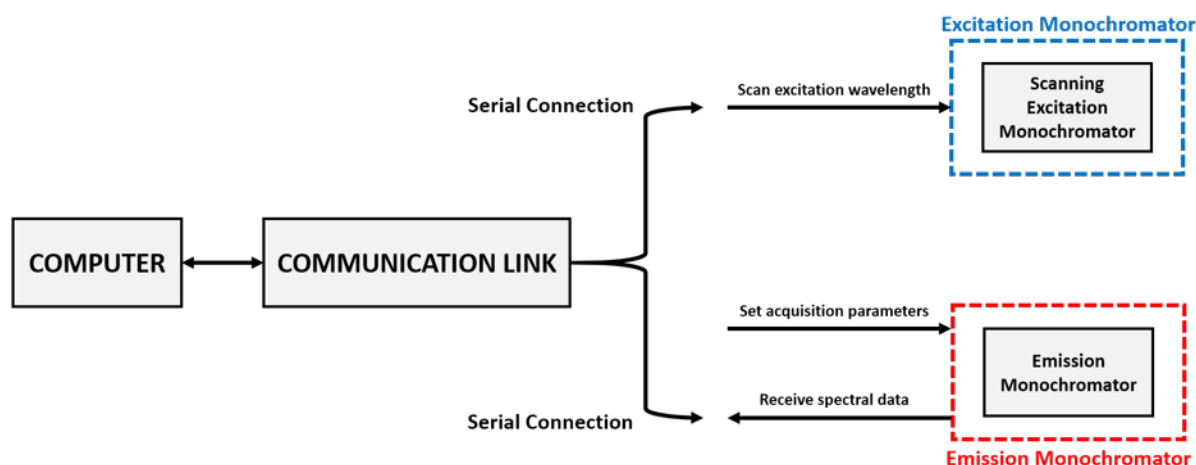 Excitation Monochromator
Scan excitation wavelength
Scanning
Excitation
Monochromator
Serial Connection
COMPUTER
COMMUNICATION LINK
Set acquisition parameters
Emission
Monochromator
Receive spectral data
Serial Connection
Emission Monochromator